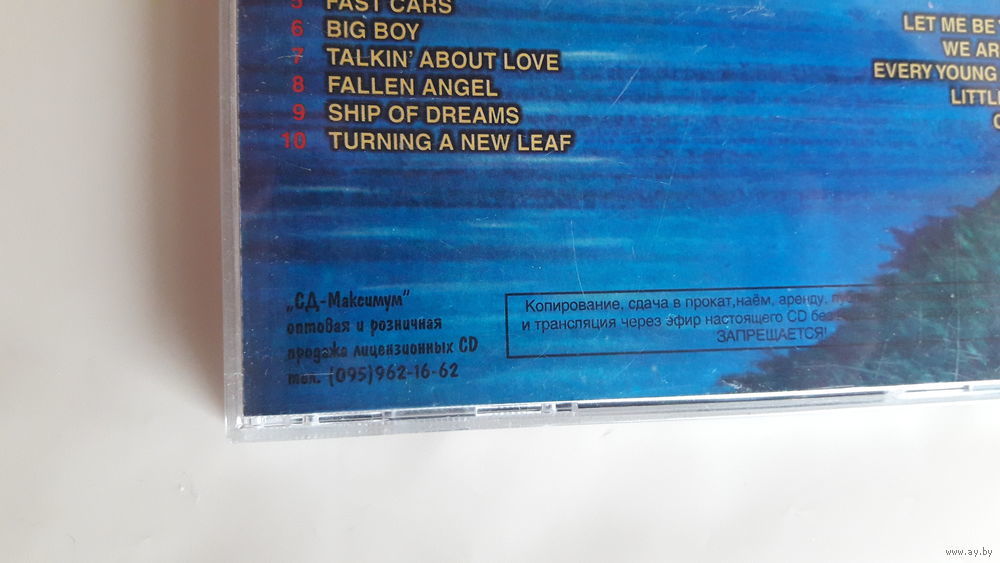 5 FAST CARS
6 BIG BOY
7 TALKIN' ABOUT LOVE
8 FALLEN ANGEL
9 SHIP OF DREAMS
10 TURNING A NEW LEAF
LET ME BE
WE AR
EVERY YOUNG
LITTL
„СД-Максимум"
оптовая и розничная
продажа лицензионных CD
тел. (095)962-16-62
Копирование, сдача в прокат,наём, аренду,
и трансляция через эфир настоящего CD без
ЗАПРЕЩАЕТСЯ!
www.ay.by